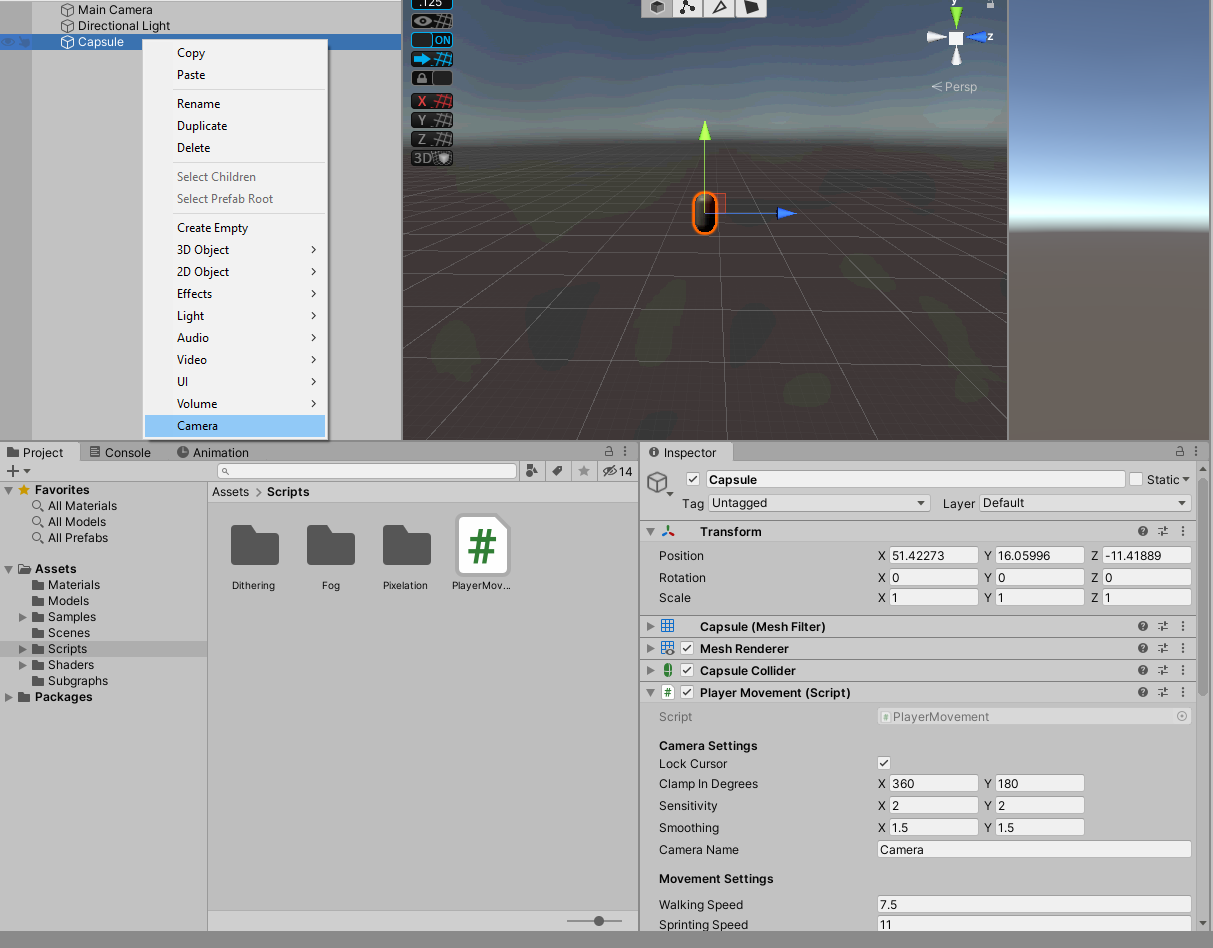 Main Camera
Directional Light
Capsule
Copy
Paste
Rename
Duplicate
Delete
Select Children
Select Prefab Root
Create Empty
3D Object
2D Object
Effects
Light
Audio
Video
UI
Volume
Camera
.125
ON
X
Y
Z
3D
y
z
Persp
Project
Console
Animation
14
Favorites
All Materials
All Models
All Prefabs
Assets
Materials
Models
Samples
Scenes
Scripts
Shaders
Subgraphs
Packages
Assets > Scripts
Dithering
Fog
Pixelation
#
PlayerMov...
Inspector
Capsule
Static
Tag Untagged Layer Default
Transform
Position X 51.42273 Y 16.05996 Z -11.41889
Rotation X 0 Y 0 Z 0
Scale X 1 Y 1 Z 1
Capsule (Mesh Filter)
Mesh Renderer
Capsule Collider
# Player Movement (Script)
Script # PlayerMovement
Camera Settings
Lock Cursor
Clamp In Degrees X 360 Y 180
Sensitivity X 2 Y 2
Smoothing X 1.5 Y 1.5
Camera Name Camera
Movement Settings
Walking Speed 7.5
Sprinting Speed 11